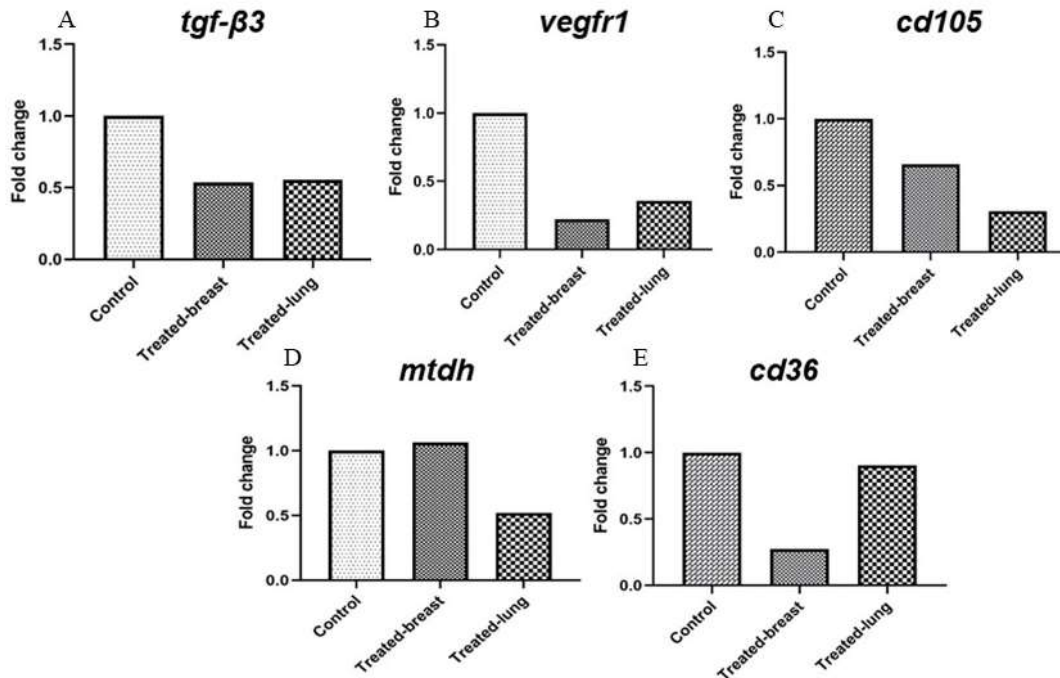 A
tgf-β3
1.5
1.0
0.5
0.0
Fold change
Control
Treated-breast
Treated-lung
B
vegfr1
1.5
1.0
0.5
0.0
Fold change
Control
Treated-breast
Treated-lung
C
cd105
1.5
1.0
0.5
0.0
Fold change
Control
Treated-breast
Treated-lung
D
mtdh
1.5
1.0
0.5
0.0
Fold change
Control
Treated-breast
Treated-lung
E
cd36
1.5
1.0
0.5
0.0
Fold change
Control
Treated-breast
Treated-lung